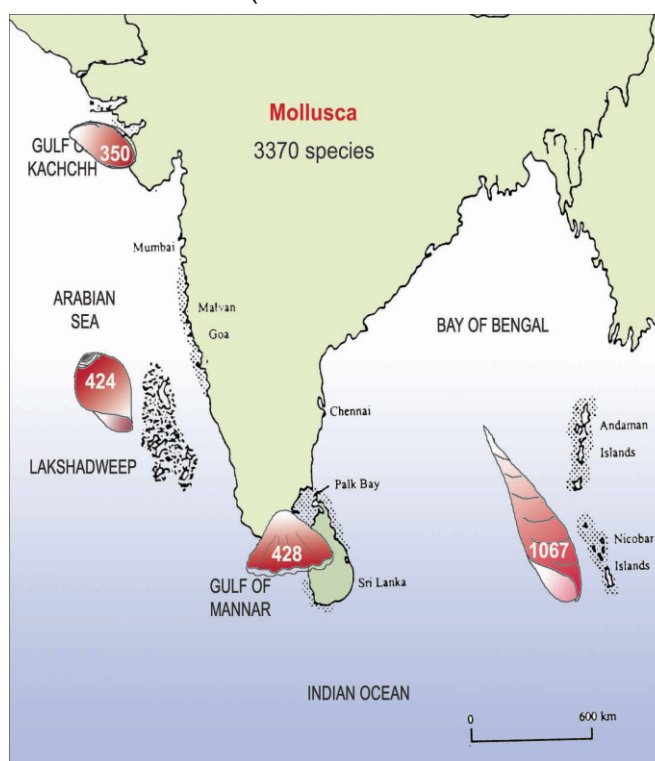 (
Mollusca
3370 species
GULF OF
KACHCHH
350
Mumbai
ARABIAN
SEA
Malvan
Goa
BAY OF BENGAL
424
Chennai
Andaman
Islands
LAKSHADWEEP
Palk Bay
428
1067
Nicobar
Islands
GULF OF
MANNAR
Sri Lanka
INDIAN OCEAN
0
600 km